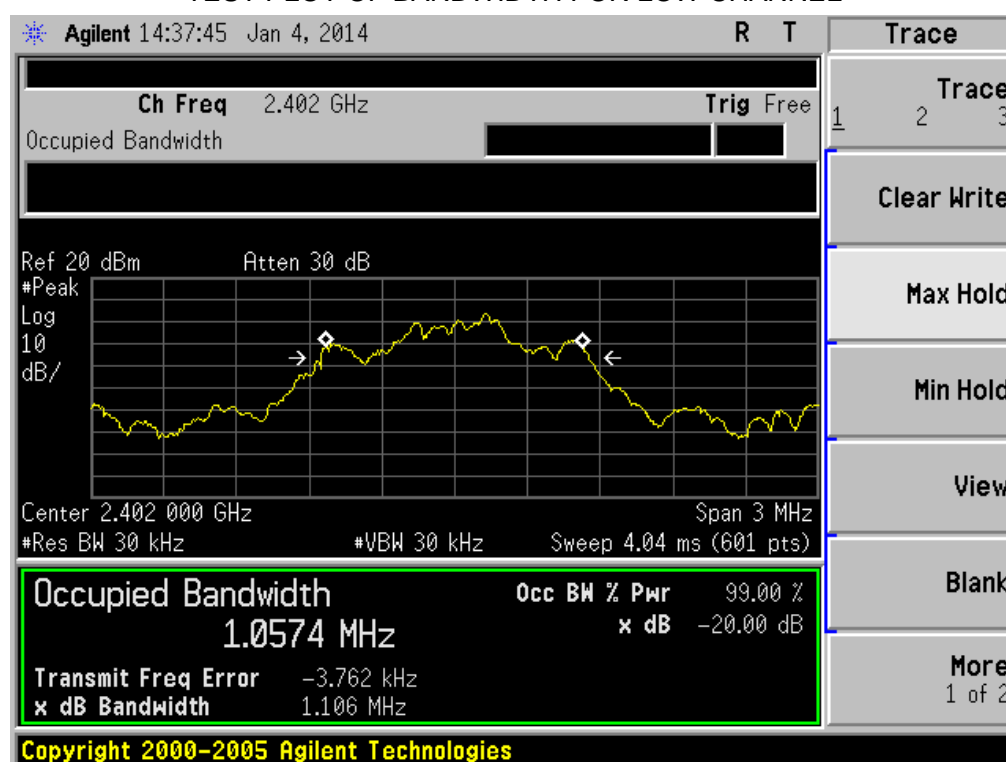 Agilent 14:37:45 Jan 4, 2014 R T
Trace
Ch Freq 2.402 GHz Trig Free
Occupied Bandwidth
Trace
1 2 3
Clear Write
Max Hold
Min Hold
View
Blank
More
1 of 2
Ref 20 dBm Atten 30 dB
#Peak
Log
10
dB/
Center 2.402 000 GHz Span 3 MHz
#Res BW 30 kHz #VBW 30 kHz Sweep 4.04 ms (601 pts)
Occupied Bandwidth
1.0574 MHz
Occ BW % Pwr 99.00 %
x dB -20.00 dB
Transmit Freq Error -3.762 kHz
x dB Bandwidth 1.106 MHz
Copyright 2000-2005 Agilent Technologies